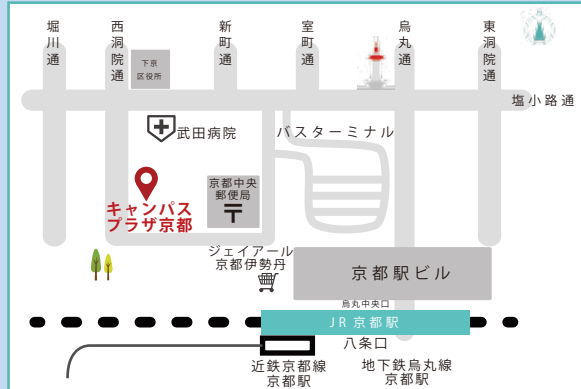 堀川通
西洞院通
新町通
室町通
烏丸通
東洞院通
下京
区役所
塩小路通
武田病院
バスターミナル
キャンパス
プラザ京都
京都中央
郵便局
ジェイアール
京都伊勢丹
京都駅ビル
烏丸中央口
JR京都駅
八条口
近鉄京都線
京都駅
地下鉄烏丸線
京都駅